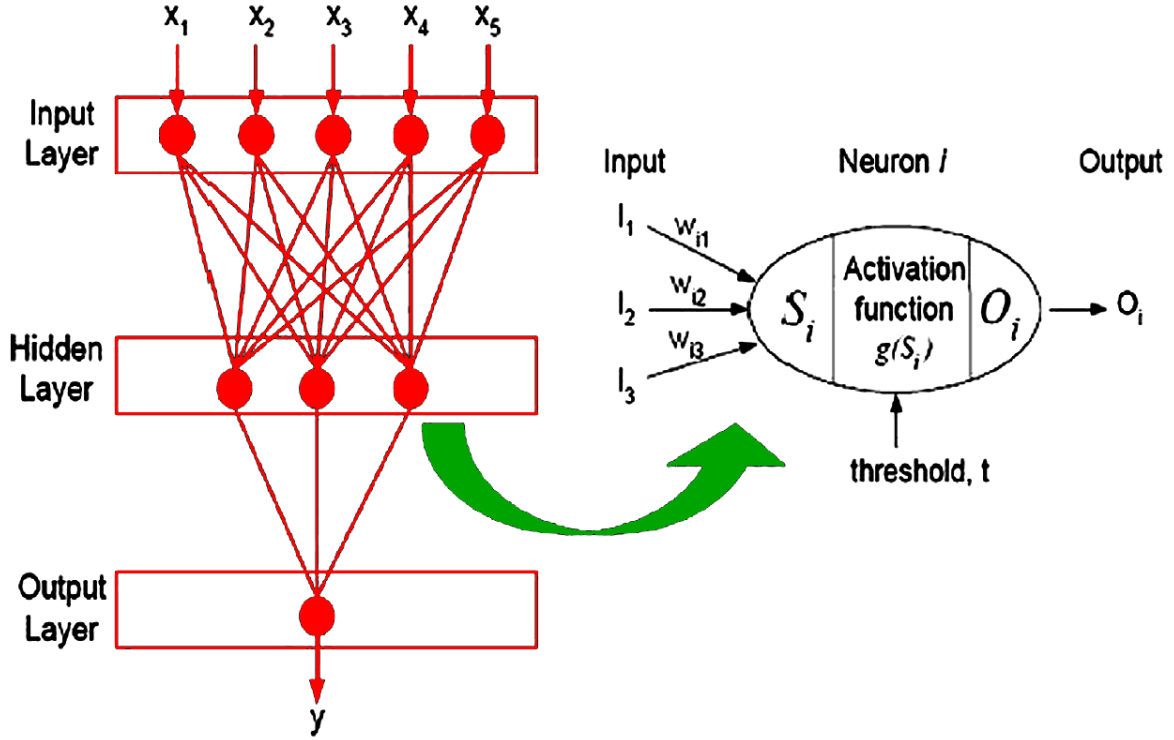 x₁ x₂ x₃ x₄ x₅
Input
Layer
Hidden
Layer
Output
Layer
y
Input Neuron i Output
I₁ wᵢ₁
I₂ wᵢ₂
wᵢ₃
I₃
Sᵢ
Activation
function
g(Sᵢ)
Oᵢ
Oᵢ
threshold, t